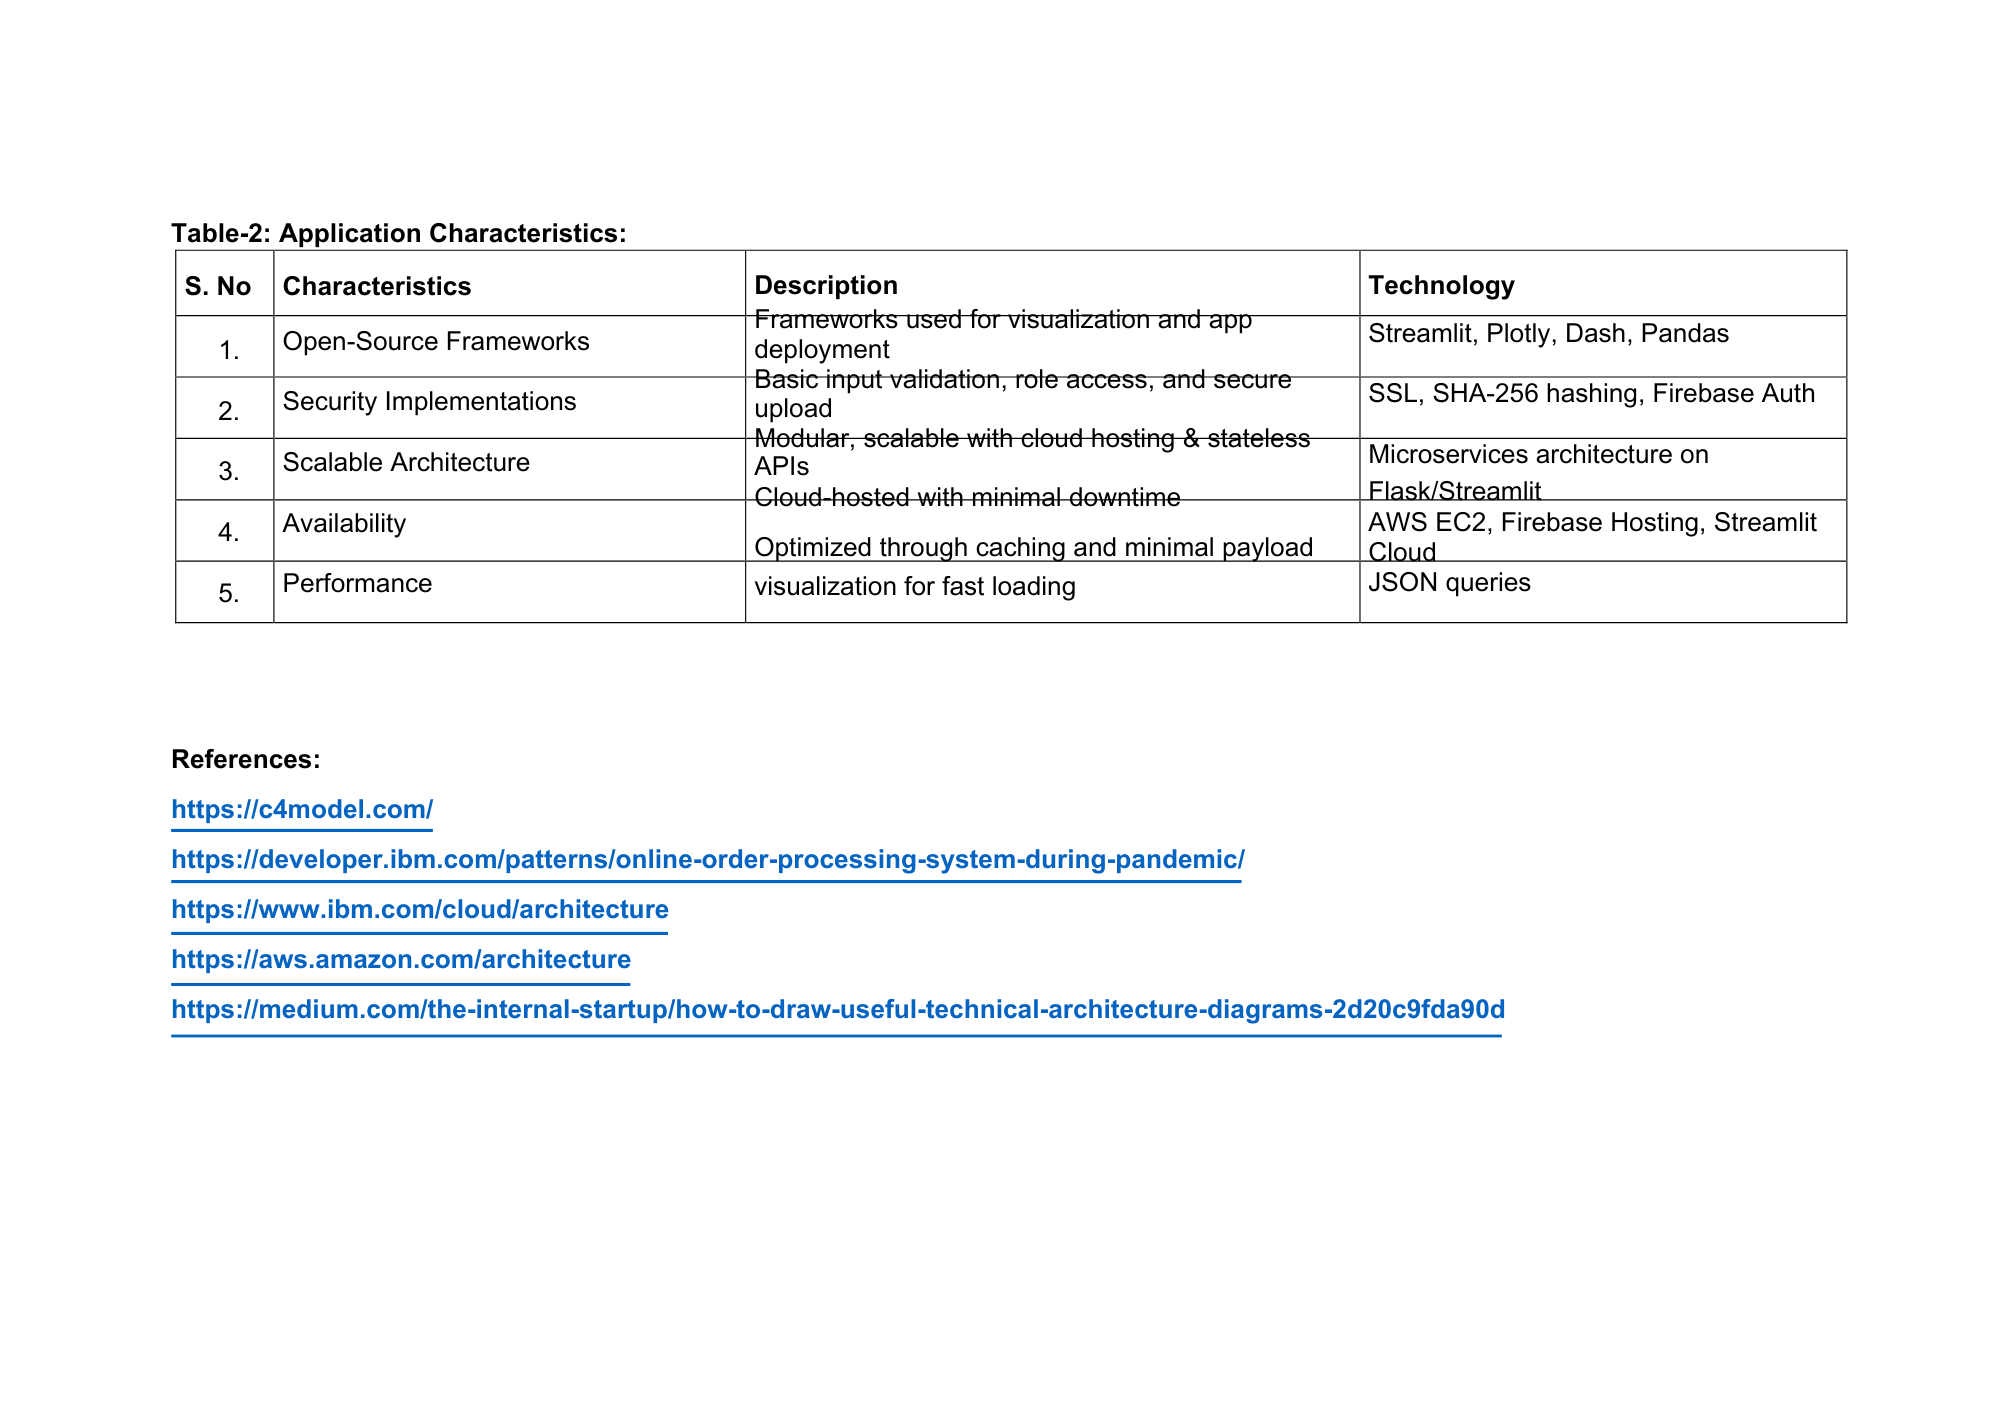 Table-2: Application Characteristics:
S. No Characteristics Description Technology
1. Open-Source Frameworks Frameworks used for visualization and app deployment Streamlit, Plotly, Dash, Pandas
2. Security Implementations Basic input validation, role access, and secure upload SSL, SHA-256 hashing, Firebase Auth
3. Scalable Architecture Modular, scalable with cloud hosting & stateless APIs Microservices architecture on Flask/Streamlit
4. Availability Cloud-hosted with minimal downtime AWS EC2, Firebase Hosting, Streamlit Cloud
5. Performance Optimized through caching and minimal payload visualization for fast loading JSON queries
References:
https://c4model.com/
https://developer.ibm.com/patterns/online-order-processing-system-during-pandemic/
https://www.ibm.com/cloud/architecture
https://aws.amazon.com/architecture
https://medium.com/the-internal-startup/how-to-draw-useful-technical-architecture-diagrams-2d20c9fda90d